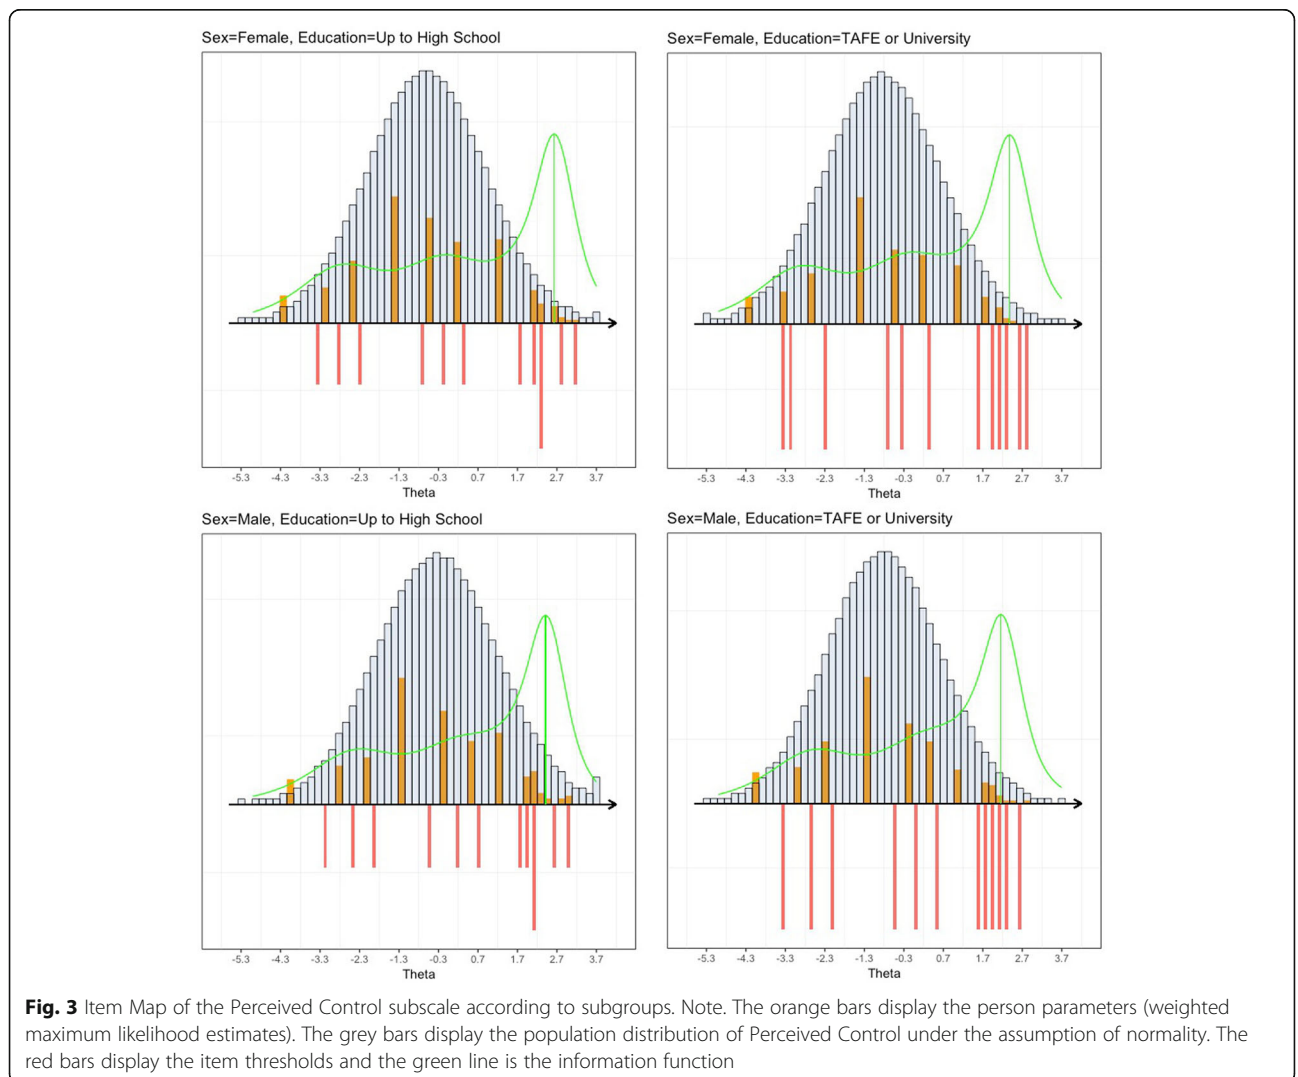 Sex=Female, Education=Up to High School
-5.3 -4.3 -3.3 -2.3 -1.3 -0.3 0.7 1.7 2.7 3.7
Theta
Sex=Female, Education=TAFE or University
-5.3 -4.3 -3.3 -2.3 -1.3 -0.3 0.7 1.7 2.7 3.7
Theta
Sex=Male, Education=Up to High School
-5.3 -4.3 -3.3 -2.3 -1.3 -0.3 0.7 1.7 2.7 3.7
Theta
Sex=Male, Education=TAFE or University
-5.3 -4.3 -3.3 -2.3 -1.3 -0.3 0.7 1.7 2.7 3.7
Theta
Fig. 3 Item Map of the Perceived Control subscale according to subgroups. Note. The orange bars display the person parameters (weighted
maximum likelihood estimates). The grey bars display the population distribution of Perceived Control under the assumption of normality. The
red bars display the item thresholds and the green line is the information function